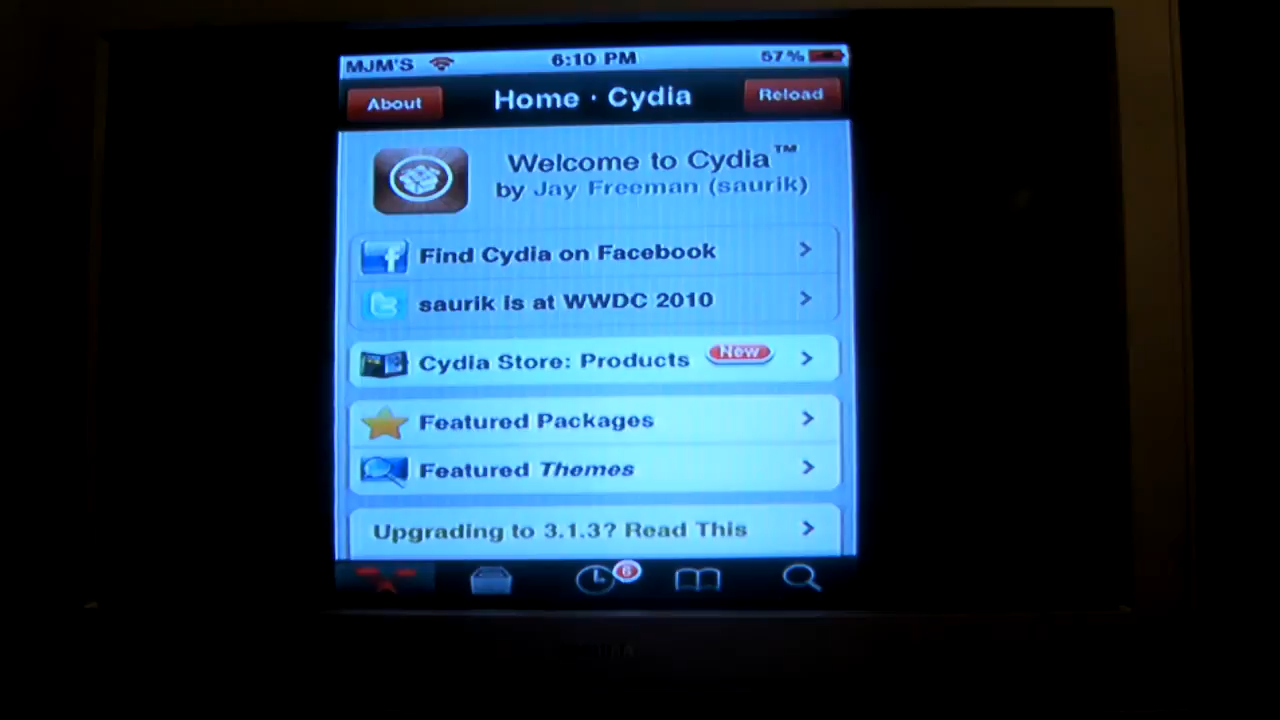 MJM'S 6:10 PM 57%
About Home · Cydia Reload
Welcome to Cydia™
by Jay Freeman (saurik)
Find Cydia on Facebook
saurik is at WWDC 2010
Cydia Store: Products New
Featured Packages
Featured Themes
Upgrading to 3.1.3? Read This
6